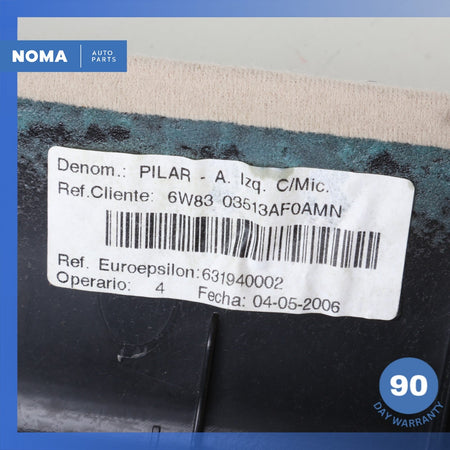 NOMA AUTO PARTS
Denom.: PILAR - A. Izq. C/Mic.
Ref.Cliente: 6W83 03513AF0AMN
Ref. Euroepsilon:631940002
Operario: 4 Fecha: 04-05-2006
90
DAY WARRANTY